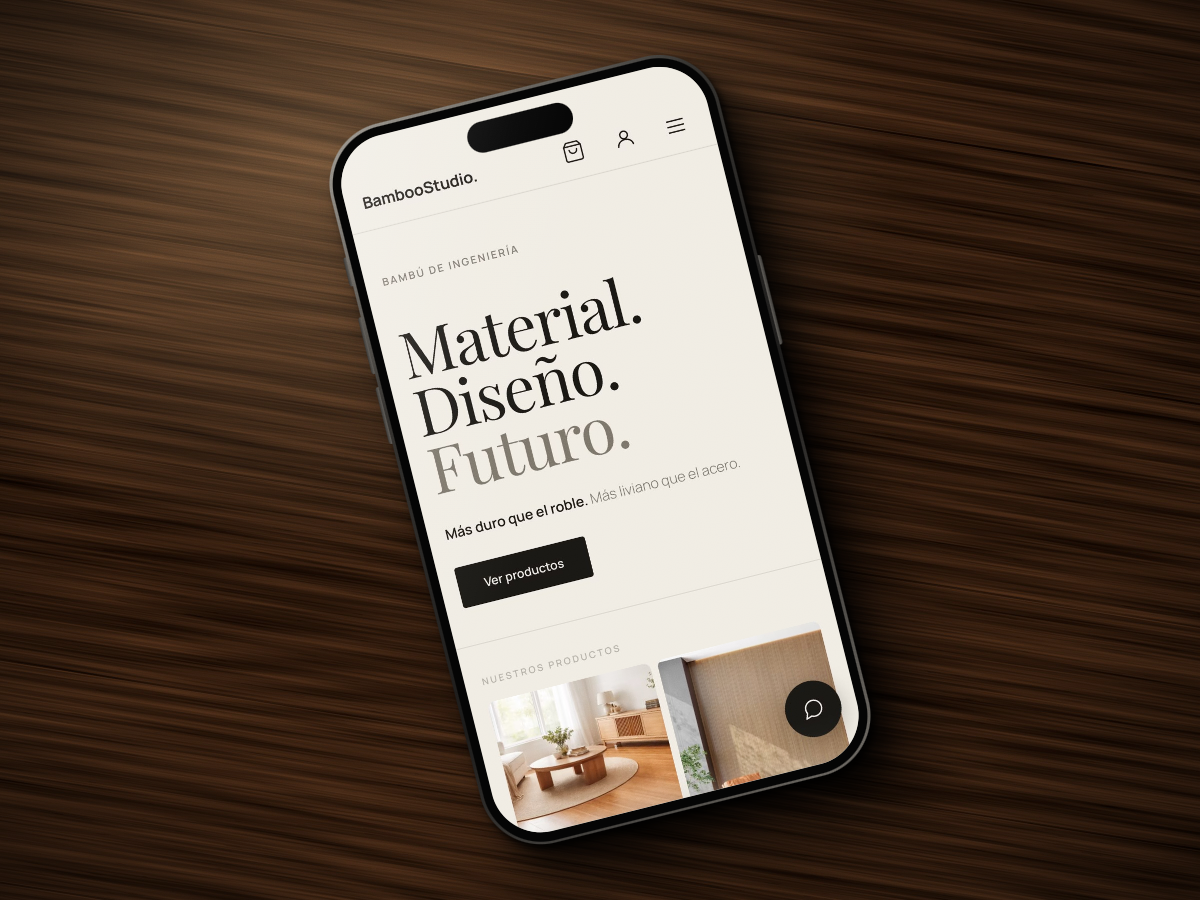 BambooStudio.
BAMBÚ DE INGENIERÍA
Material.
Diseño.
Futuro.
Más duro que el roble. Más liviano que el acero.
Ver productos
NUESTROS PRODUCTOS